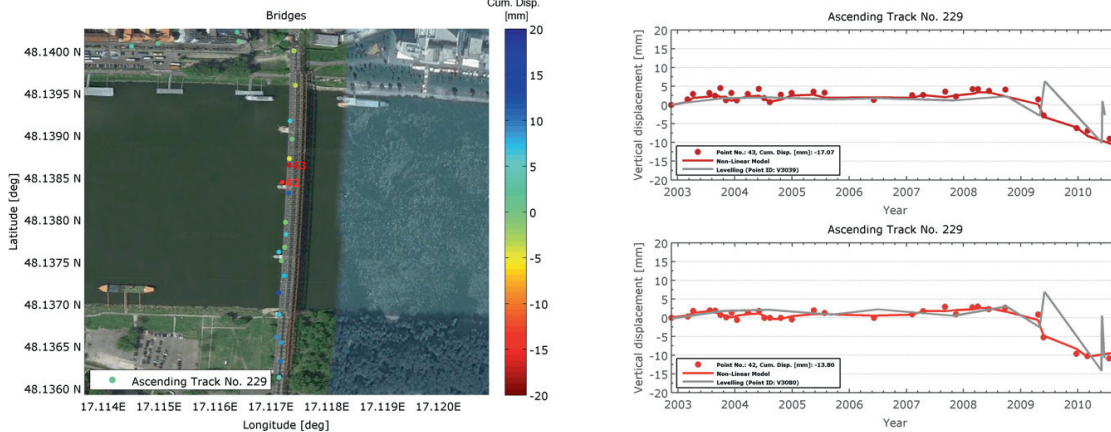 Bridges
Cum. Disp.
[mm]
48.1400 N
48.1395 N
48.1390 N
48.1385 N
48.1380 N
48.1375 N
48.1370 N
48.1365 N
48.1360 N
Latitude [deg]
43
42
Ascending Track No. 229
17.114E 17.115E 17.116E 17.117E 17.118E 17.119E 17.120E
Longitude [deg]
20
15
10
5
0
-5
-10
-15
-20
Ascending Track No. 229
Vertical displacement [mm]
20
15
10
5
0
-5
-10
-15
-20
Point No.: 43, Cum. Disp. [mm]: -17.07
Non-Linear Model
Levelling (Point ID: V3039)
2003 2004 2005 2006 2007 2008 2009 2010
Year
Ascending Track No. 229
Vertical displacement [mm]
20
15
10
5
0
-5
-10
-15
-20
Point No.: 42, Cum. Disp. [mm]: -13.80
Non-Linear Model
Levelling (Point ID: V3080)
2003 2004 2005 2006 2007 2008 2009 2010
Year